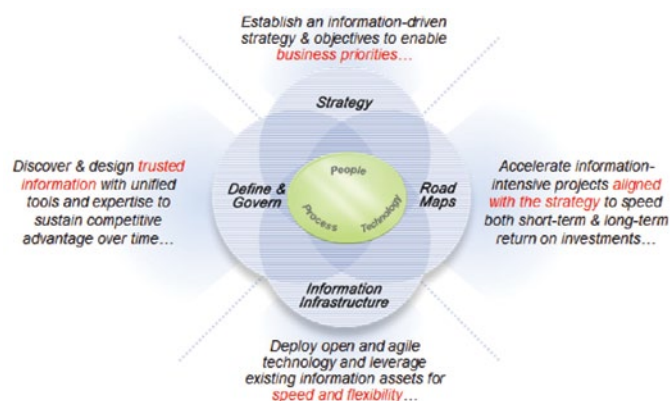 Establish an information-driven
strategy & objectives to enable
business priorities…
Strategy
Discover & design trusted
information with unified
tools and expertise to
sustain competitive
advantage over time…
Define &
Govern
People
Process
Technology
Road
Maps
Accelerate information-
intensive projects aligned
with the strategy to speed
both short-term & long-term
return on investments…
Information
Infrastructure
Deploy open and agile
technology and leverage
existing information assets for
speed and flexibility…